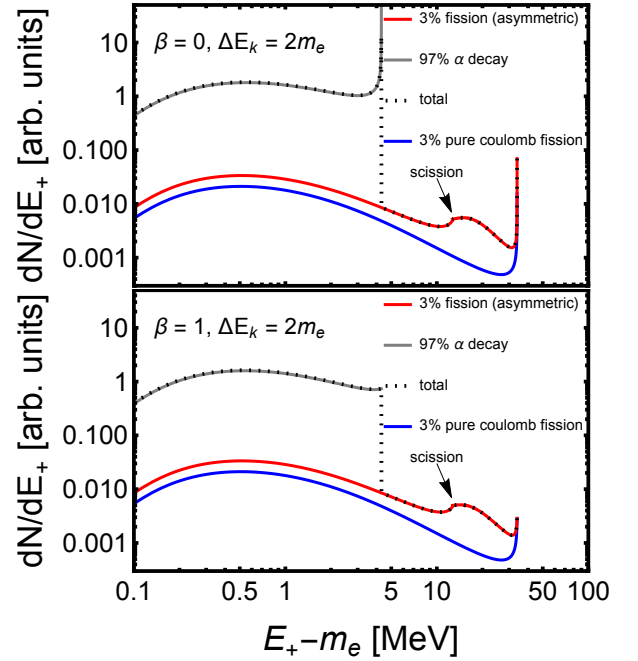 β = 0, ΔE_k = 2m_e
3% fission (asymmetric)
97% α decay
total
3% pure coulomb fission
scission
dN/dE_+ [arb. units]
10
1
0.100
0.010
0.001
β = 1, ΔE_k = 2m_e
3% fission (asymmetric)
97% α decay
total
3% pure coulomb fission
scission
dN/dE_+ [arb. units]
10
1
0.100
0.010
0.001
0.1 0.5 1 5 10 50 100
E_+−m_e [MeV]